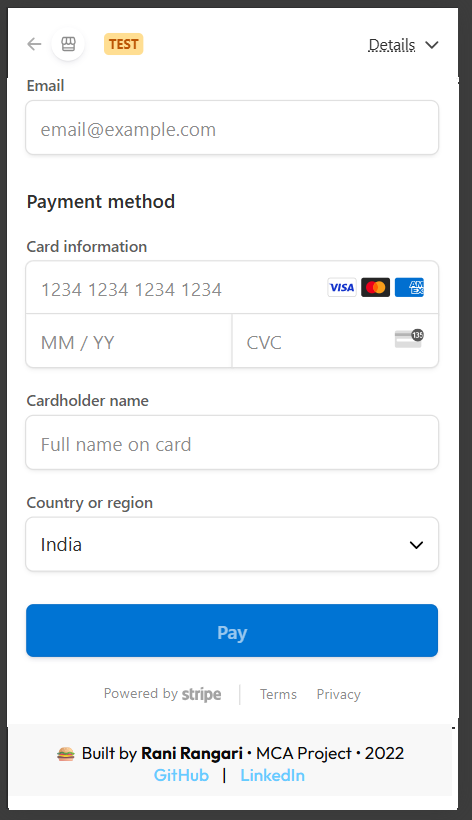 TEST
Details
Email
email@example.com
Payment method
Card information
1234 1234 1234 1234
VISA
AMEX
MM / YY
CVC
135
Cardholder name
Full name on card
Country or region
India
Pay
Powered by stripe
Terms
Privacy
Built by Rani Rangari • MCA Project • 2022
GitHub | LinkedIn